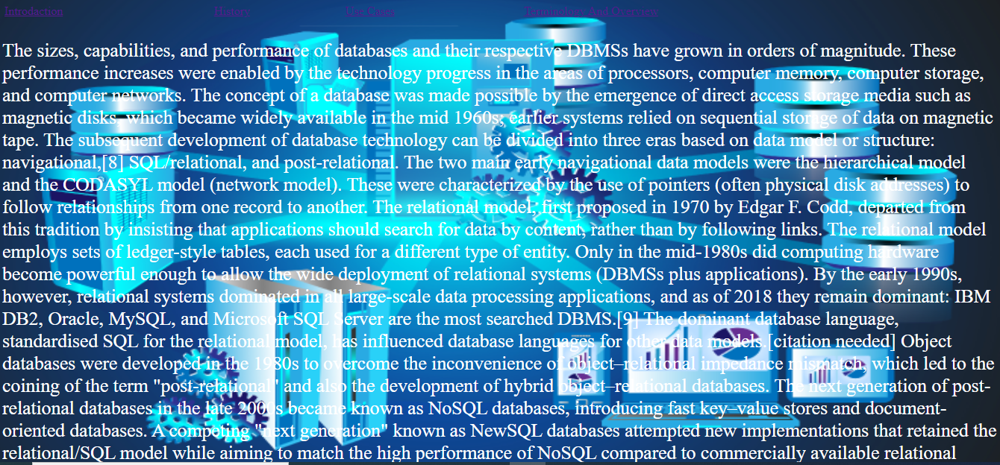 Introdaction History Use Cases Terminology And Overview
The sizes, capabilities, and performance of databases and their respective DBMSs have grown in orders of magnitude. These
performance increases were enabled by the technology progress in the areas of processors, computer memory, computer storage,
and computer networks. The concept of a database was made possible by the emergence of direct access storage media such as
magnetic disks, which became widely available in the mid 1960s; earlier systems relied on sequential storage of data on magnetic
tape. The subsequent development of database technology can be divided into three eras based on data model or structure:
navigational,[8] SQL/relational, and post-relational. The two main early navigational data models were the hierarchical model
and the CODASYL model (network model). These were characterized by the use of pointers (often physical disk addresses) to
follow relationships from one record to another. The relational model, first proposed in 1970 by Edgar F. Codd, departed from
this tradition by insisting that applications should search for data by content, rather than by following links. The relational model
employs sets of ledger-style tables, each used for a different type of entity. Only in the mid-1980s did computing hardware
become powerful enough to allow the wide deployment of relational systems (DBMSs plus applications). By the early 1990s,
however, relational systems dominated in all large-scale data processing applications, and as of 2018 they remain dominant: IBM
DB2, Oracle, MySQL, and Microsoft SQL Server are the most searched DBMS.[9] The dominant database language,
standardised SQL for the relational model, has influenced database languages for other data models.[citation needed] Object
databases were developed in the 1980s to overcome the inconvenience of object–relational impedance mismatch, which led to the
coining of the term "post-relational" and also the development of hybrid object–relational databases. The next generation of post-
relational databases in the late 2000s became known as NoSQL databases, introducing fast key–value stores and document-
oriented databases. A competing "next generation" known as NewSQL databases attempted new implementations that retained the
relational/SQL model while aiming to match the high performance of NoSQL compared to commercially available relational